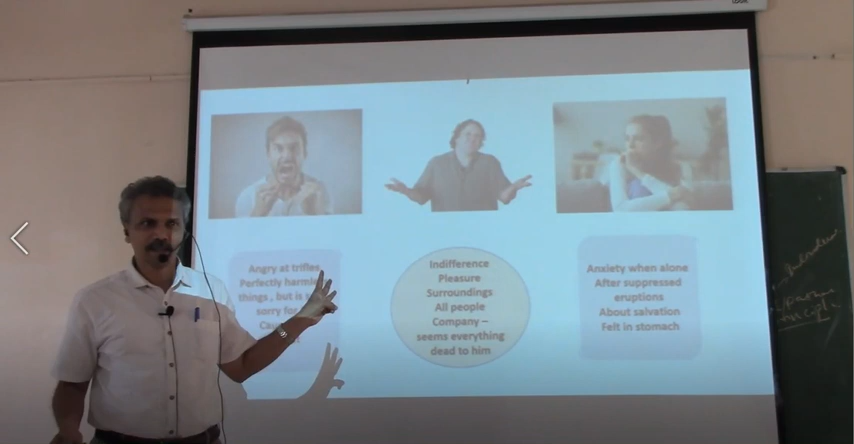 Angry at trifles
Perfectly
things , but is
sorry for
Indifference
Pleasure
Surroundings
All people
Company –
seems everything
dead to him
Anxiety when alone
After suppressed
eruptions
About salvation
Felt in stomach